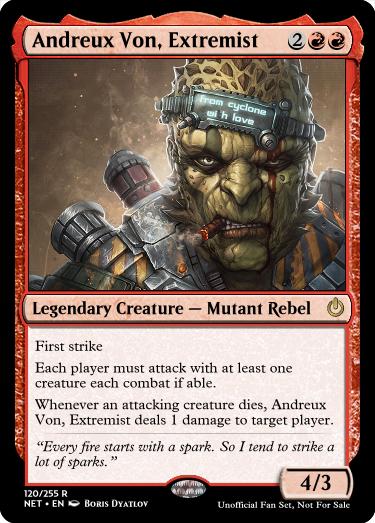 Andreux Von, Extremist 2
from cyclone
wi h love
Legendary Creature — Mutant Rebel
First strike
Each player must attack with at least one
creature each combat if able.
Whenever an attacking creature dies, Andreux
Von, Extremist deals 1 damage to target player.
“Every fire starts with a spark. So I tend to strike a
lot of sparks.”
4/3
120/255 R
NET • EN Boris Dyatlov
Unofficial Fan Set, Not For Sale